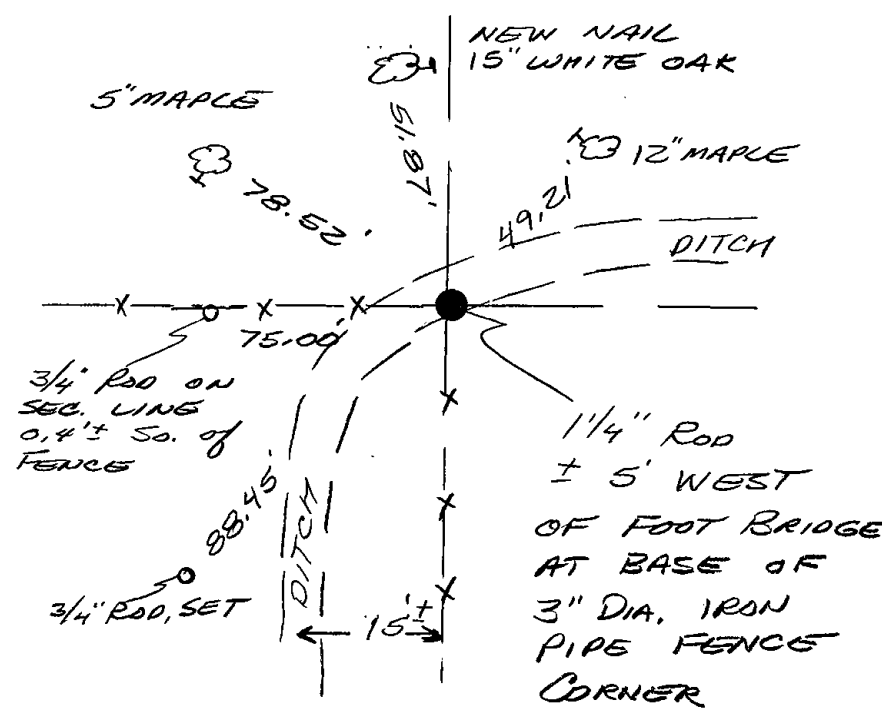 NEW NAIL
15" WHITE OAK
5" MAPLE
51.87'
12" MAPLE
78.52'
49.21'
DITCH
75.00'
3/4" ROD ON
SEC. LINE
0.4'± So. of
FENCE
1 1/4" ROD
± 5' WEST
OF FOOT BRIDGE
AT BASE OF
3" DIA. IRON
PIPE FENCE
CORNER
88.45'
DITCH
3/4" ROD, SET
15'±